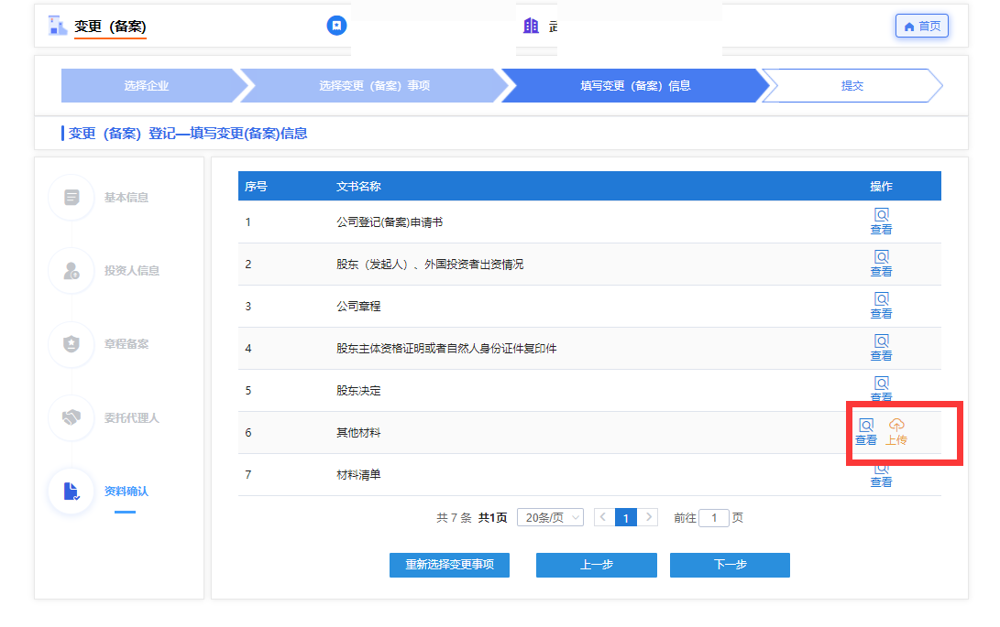 变更（备案）
首页
选择企业 选择变更（备案）事项 填写变更（备案）信息 提交
变更（备案）登记—填写变更(备案)信息
基本信息
投资人信息
章程备案
委托代理人
资料确认
序号 文书名称 操作
1 公司登记(备案)申请书 查看
2 股东（发起人）、外国投资者出资情况 查看
3 公司章程 查看
4 股东主体资格证明或者自然人身份证件复印件 查看
5 股东决定 查看
6 其他材料 查看 上传
7 材料清单 查看
共 7 条 共1页 20条/页 1 前往 1 页
重新选择变更事项 上一步 下一步